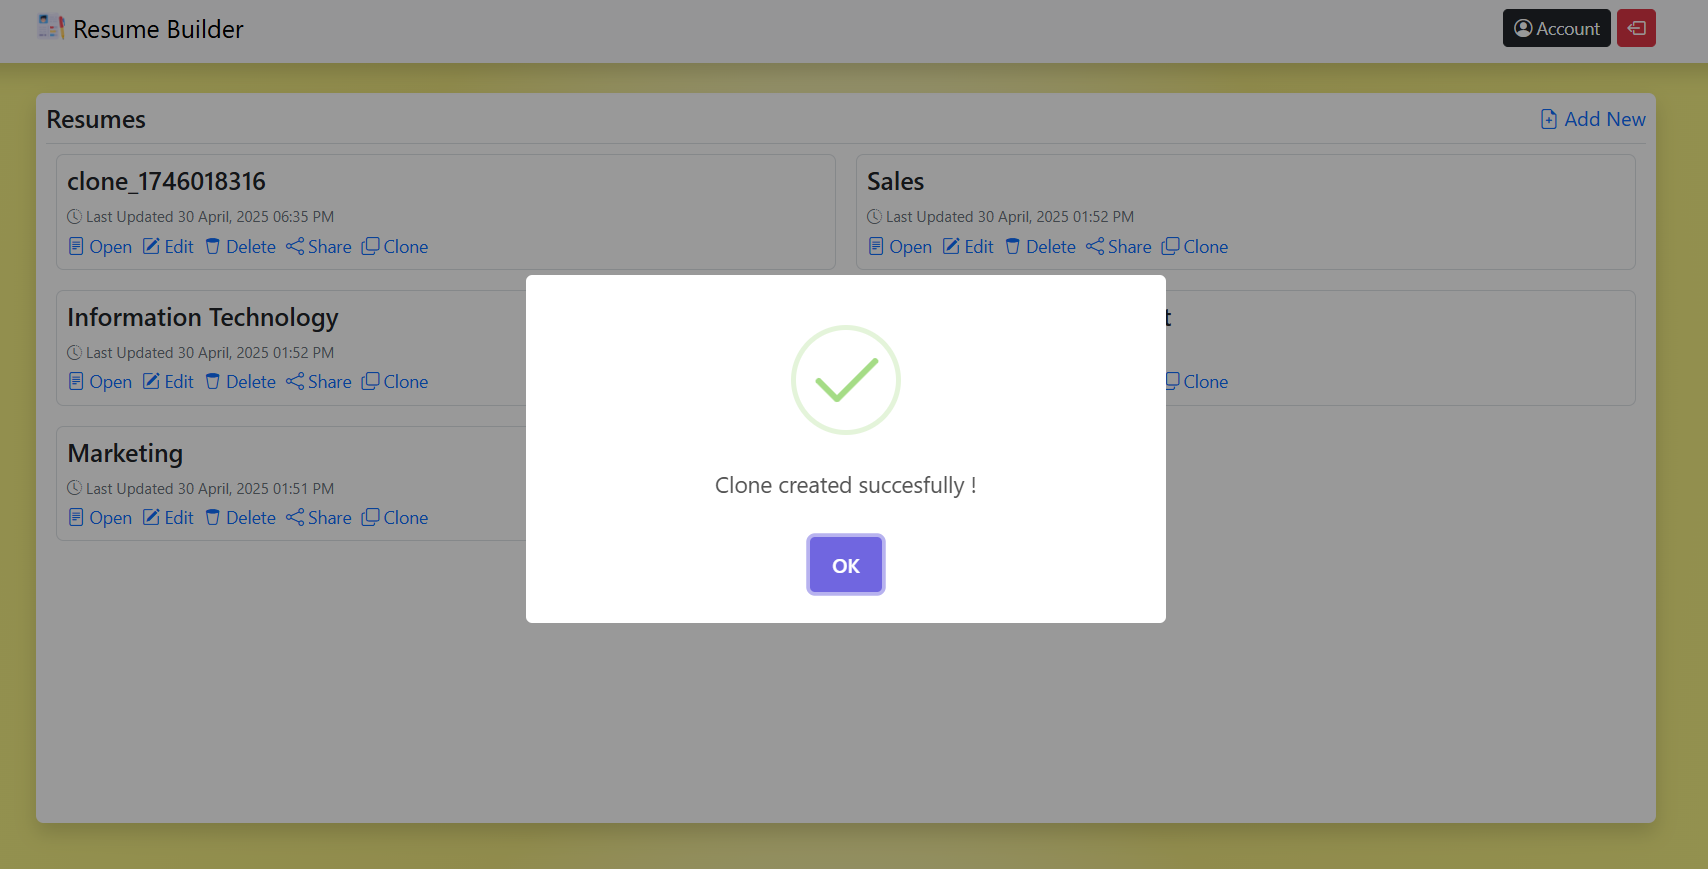 Resume Builder
Account
Resumes
Add New
clone_1746018316
Last Updated 30 April, 2025 06:35 PM
Open Edit Delete Share Clone
Sales
Last Updated 30 April, 2025 01:52 PM
Open Edit Delete Share Clone
Information Technology
Last Updated 30 April, 2025 01:52 PM
Open Edit Delete Share Clone
Clone
Marketing
Last Updated 30 April, 2025 01:51 PM
Open Edit Delete Share Clone
Clone created succesfully !
OK